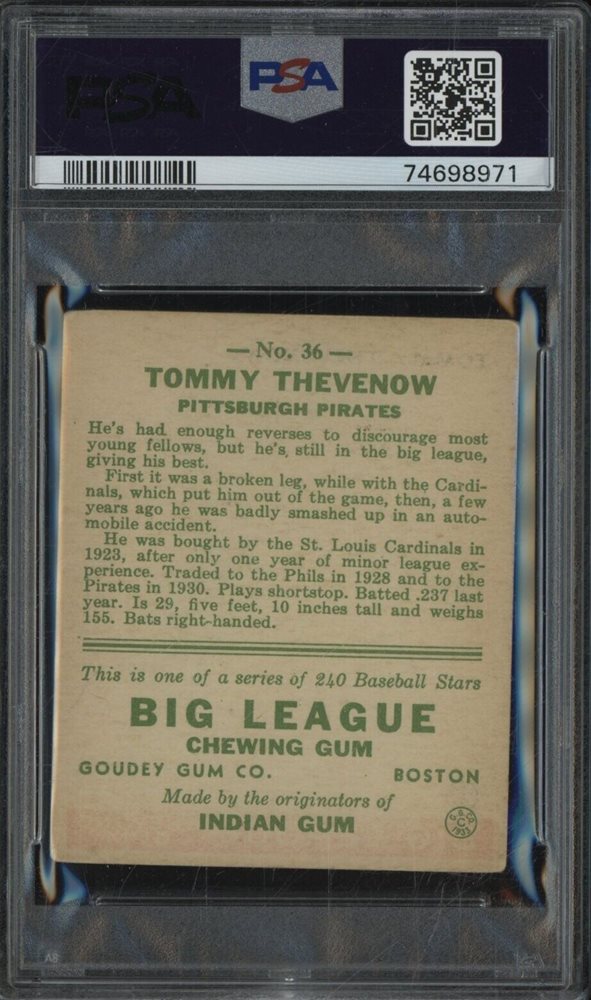 PSA
PSA
74698971
— No. 36 —
TOMMY THEVENOW
PITTSBURGH PIRATES
He's had enough reverses to discourage most
young fellows, but he's still in the big league,
giving his best.
First it was a broken leg, while with the Cardi-
nals, which put him out of the game, then, a few
years ago he was badly smashed up in an auto-
mobile accident.
He was bought by the St. Louis Cardinals in
1923, after only one year of minor league ex-
perience. Traded to the Phils in 1928 and to the
Pirates in 1930. Plays shortstop. Batted .237 last
year. Is 29, five feet, 10 inches tall and weighs
155. Bats right-handed.
This is one of a series of 240 Baseball Stars
BIG LEAGUE
CHEWING GUM
GOUDEY GUM CO. BOSTON
Made by the originators of
INDIAN GUM
G. & CO.
C
1933